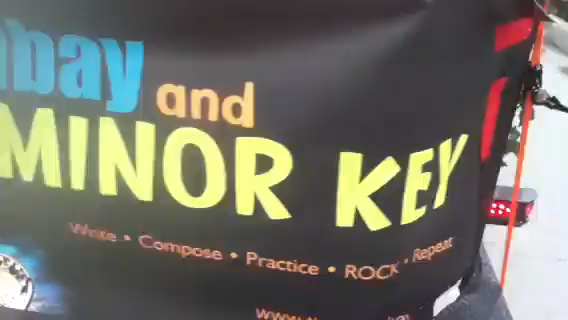 bay and
MINOR KEY
Write • Compose • Practice • ROCK • Repeat